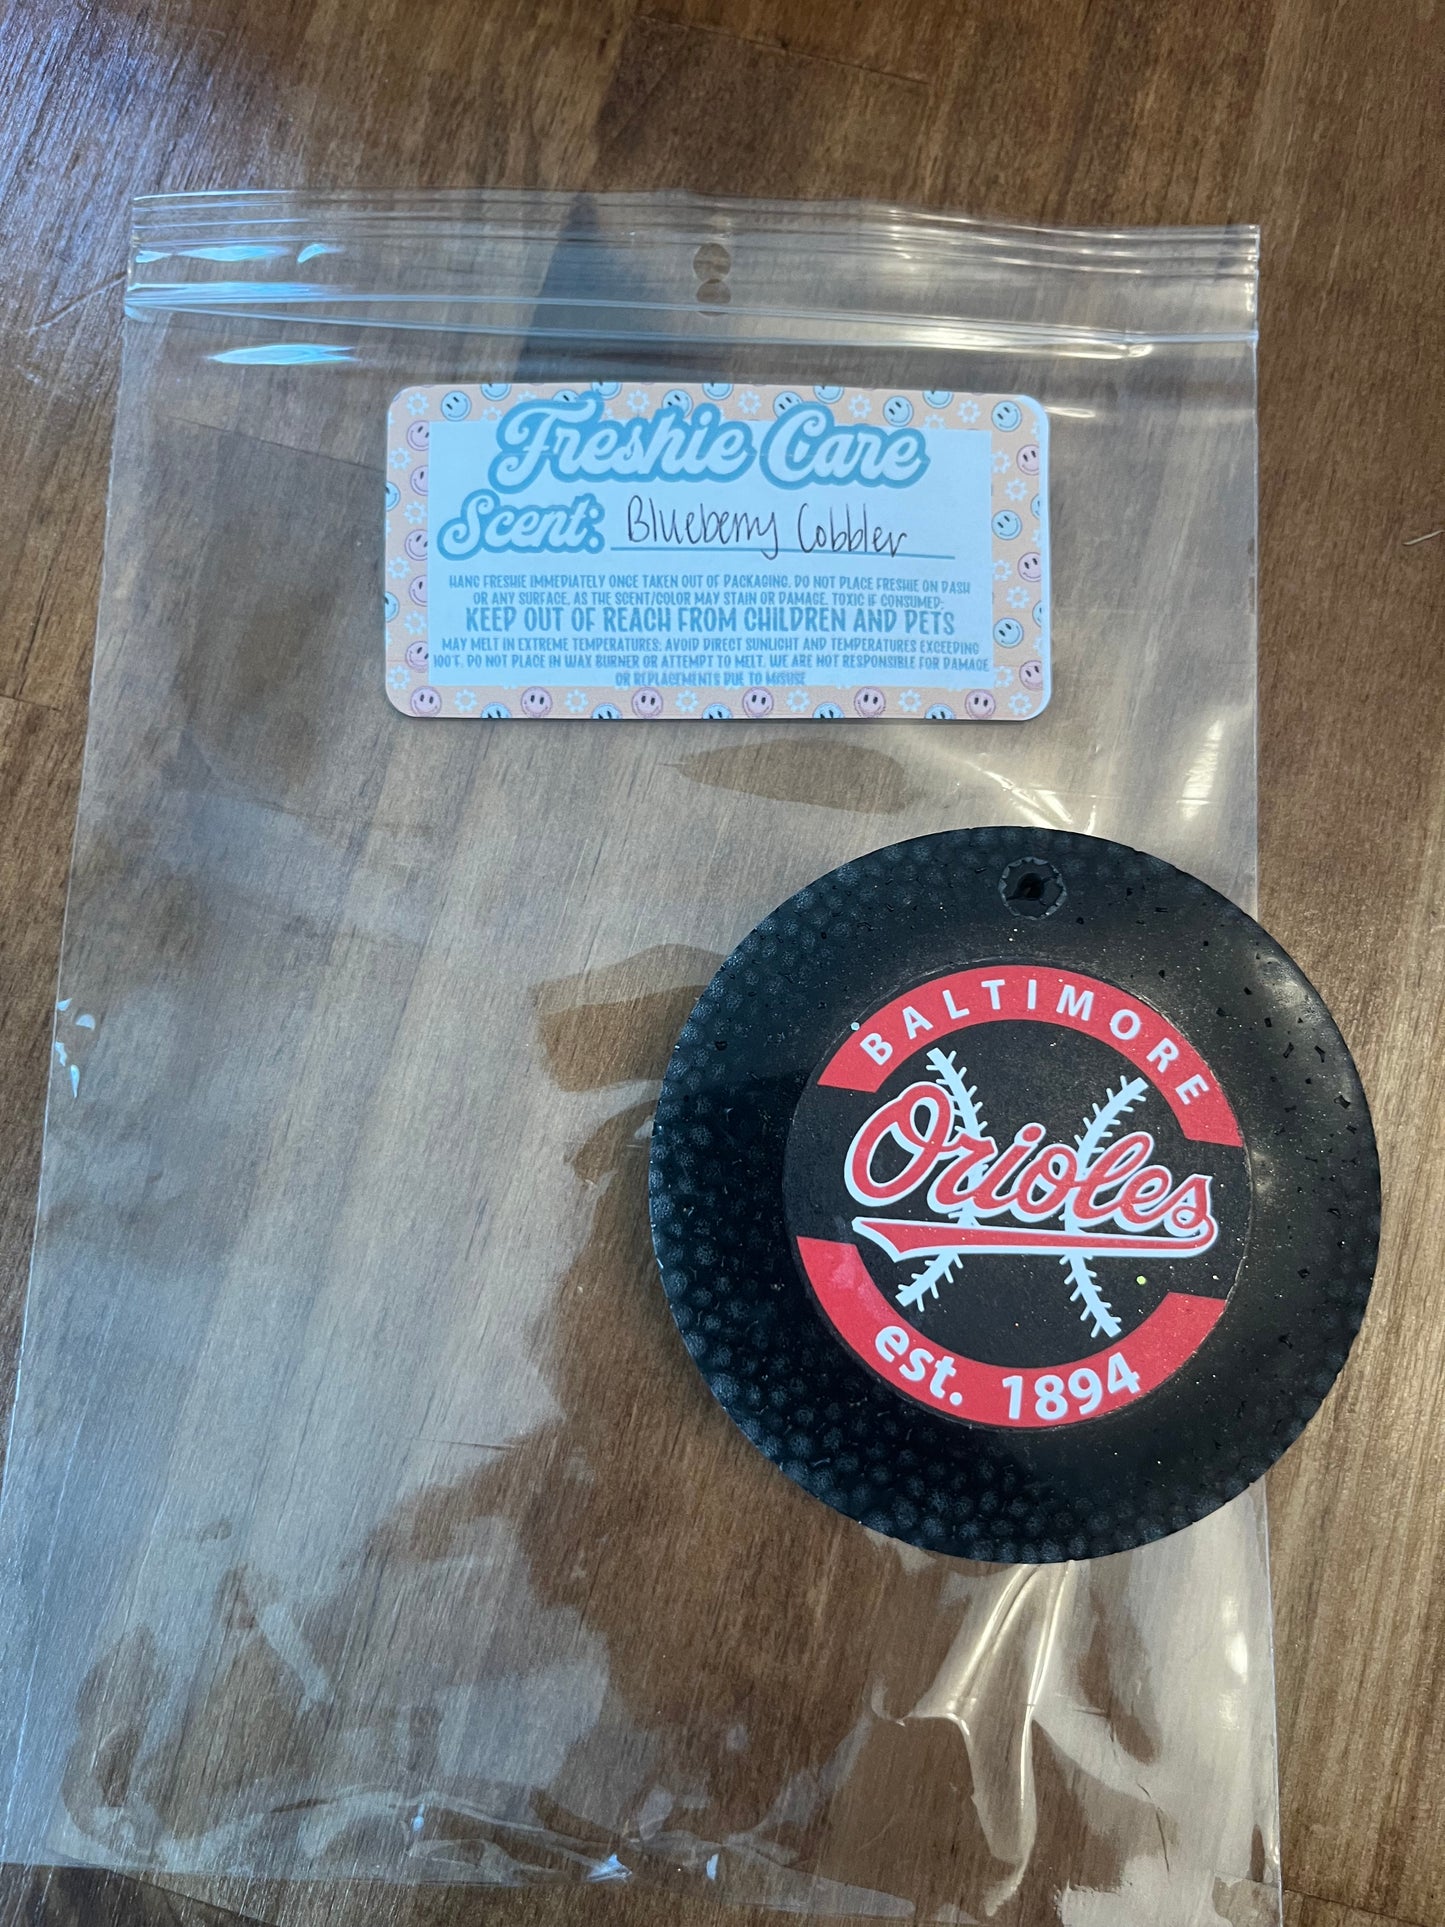 Freshie Care
Scent: Blueberry Cobbler
HANG FRESHIE IMMEDIATELY ONCE TAKEN OUT OF PACKAGING. DO NOT PLACE FRESHIE ON DASH
OR ANY SURFACE, AS THE SCENT/COLOR MAY STAIN OR DAMAGE. TOXIC IF CONSUMED;
KEEP OUT OF REACH FROM CHILDREN AND PETS
MAY MELT IN EXTREME TEMPERATURES; AVOID DIRECT SUNLIGHT AND TEMPERATURES EXCEEDING
100°F. DO NOT PLACE IN WAX BURNER OR ATTEMPT TO MELT. WE ARE NOT RESPONSIBLE FOR DAMAGE
OR REPLACEMENTS DUE TO MISUSE
BALTIMORE
Orioles
est. 1894